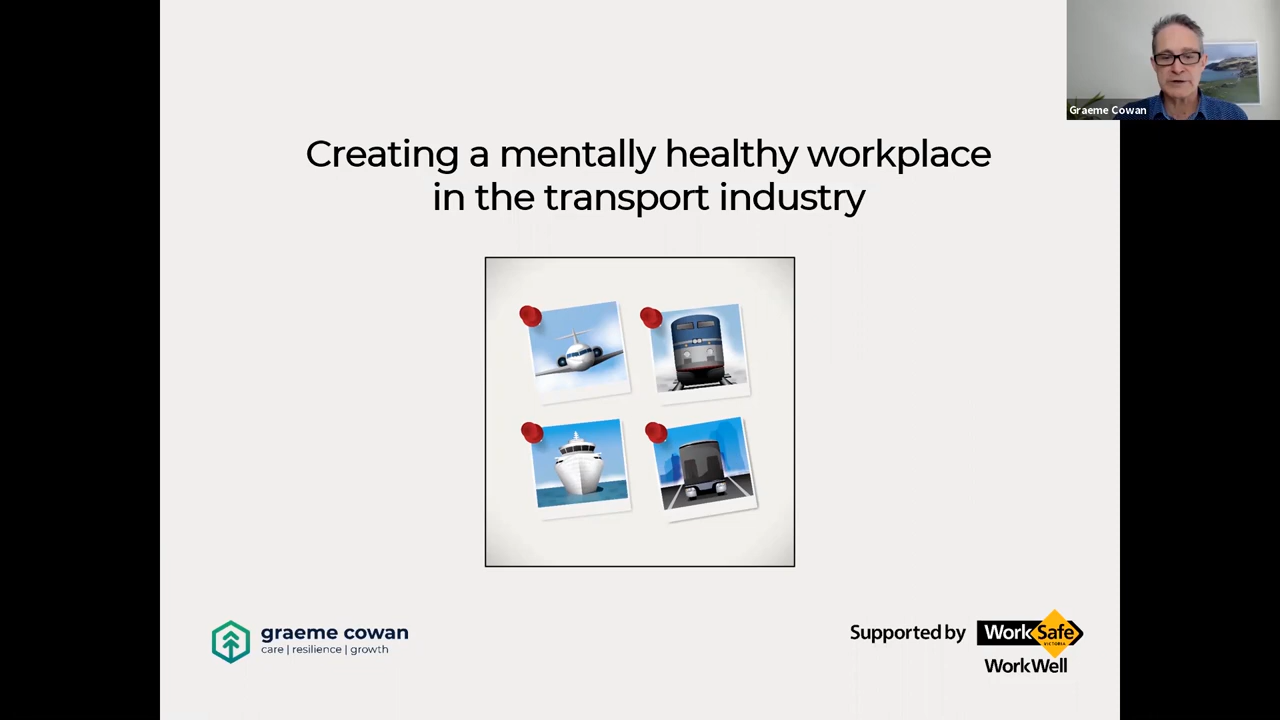 Graeme Cowan
Creating a mentally healthy workplace
in the transport industry
graeme cowan
care | resilience | growth
Supported by
WorkSafe
VICTORIA
WorkWell